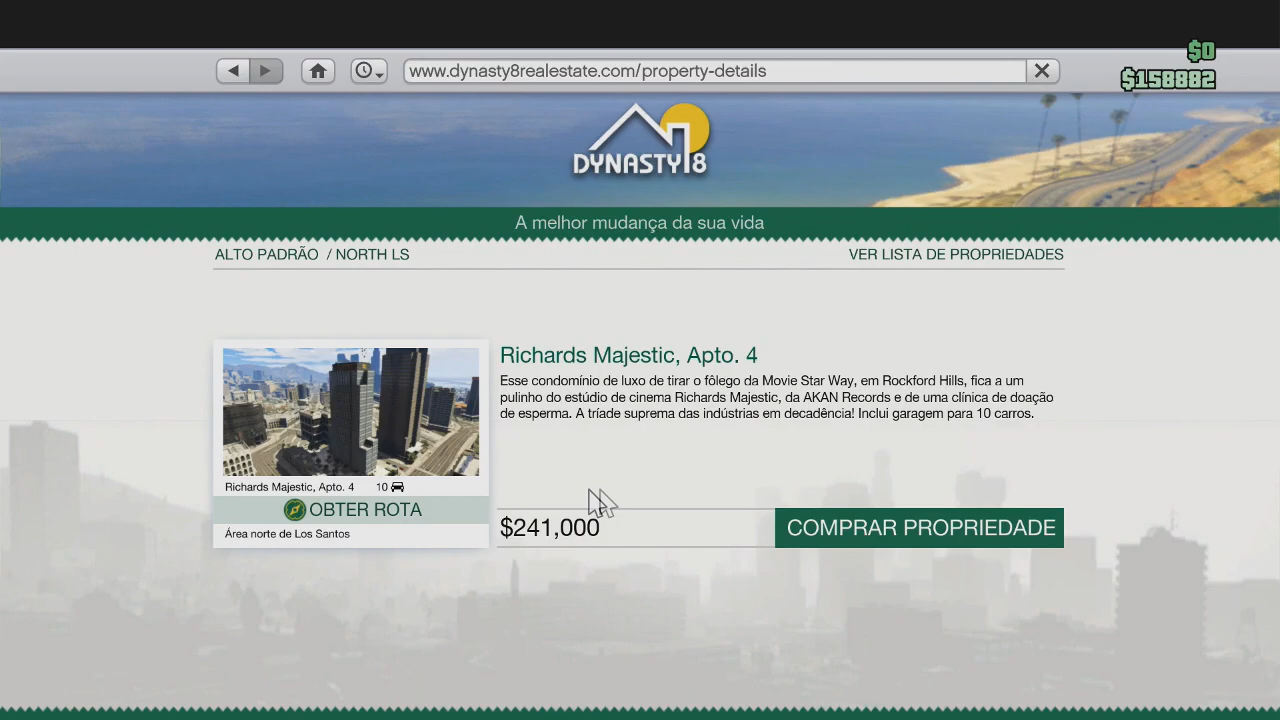 $0
www.dynasty8realestate.com/property-details
$158882
DYNASTY 8
A melhor mudança da sua vida
ALTO PADRÃO / NORTH LS
VER LISTA DE PROPRIEDADES
Richards Majestic, Apto. 4
Esse condomínio de luxo de tirar o fôlego da Movie Star Way, em Rockford Hills, fica a um
pulinho do estúdio de cinema Richards Majestic, da AKAN Records e de uma clínica de doação
de esperma. A tríade suprema das indústrias em decadência! Inclui garagem para 10 carros.
Richards Majestic, Apto. 4 10
OBTER ROTA
Área norte de Los Santos
$241,000
COMPRAR PROPRIEDADE